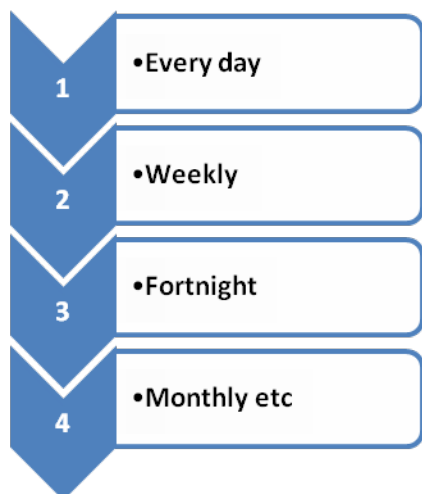 1
•Every day
2
•Weekly
3
•Fortnight
4
•Monthly etc